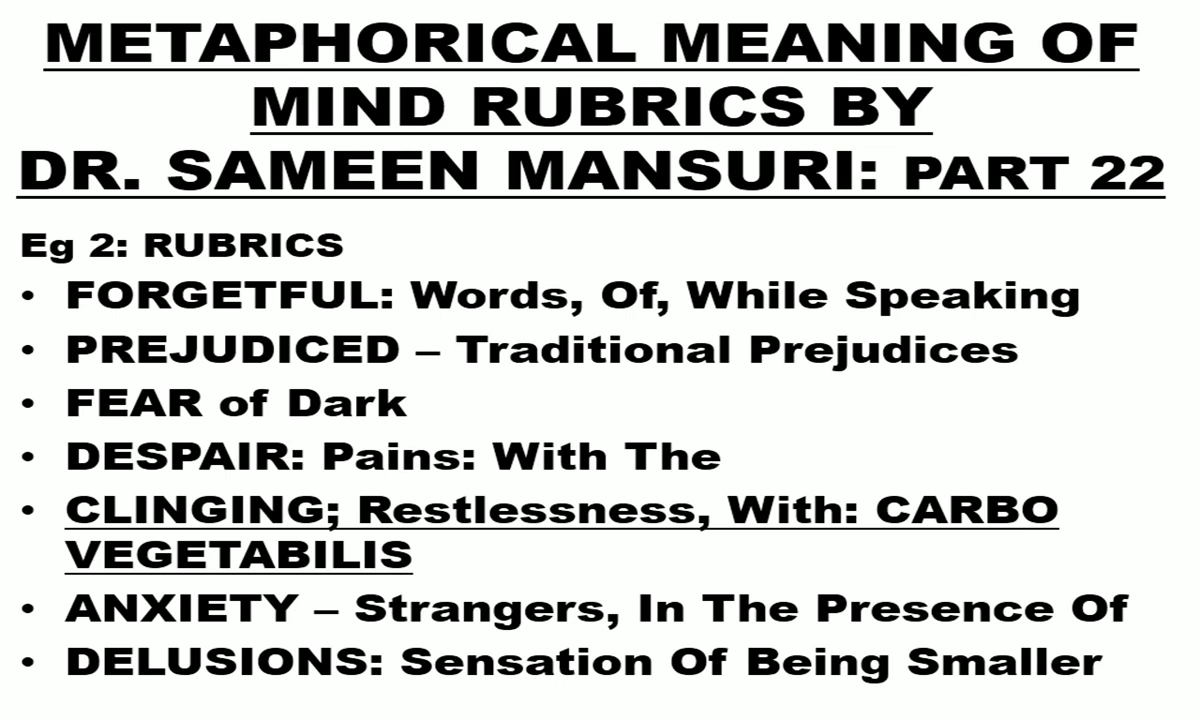 METAPHORICAL MEANING OF
MIND RUBRICS BY
DR. SAMEEN MANSURI: PART 22
Eg 2: RUBRICS
• FORGETFUL: Words, Of, While Speaking
• PREJUDICED – Traditional Prejudices
• FEAR of Dark
• DESPAIR: Pains: With The
• CLINGING; Restlessness, With: CARBO
VEGETABILIS
• ANXIETY – Strangers, In The Presence Of
• DELUSIONS: Sensation Of Being Smaller